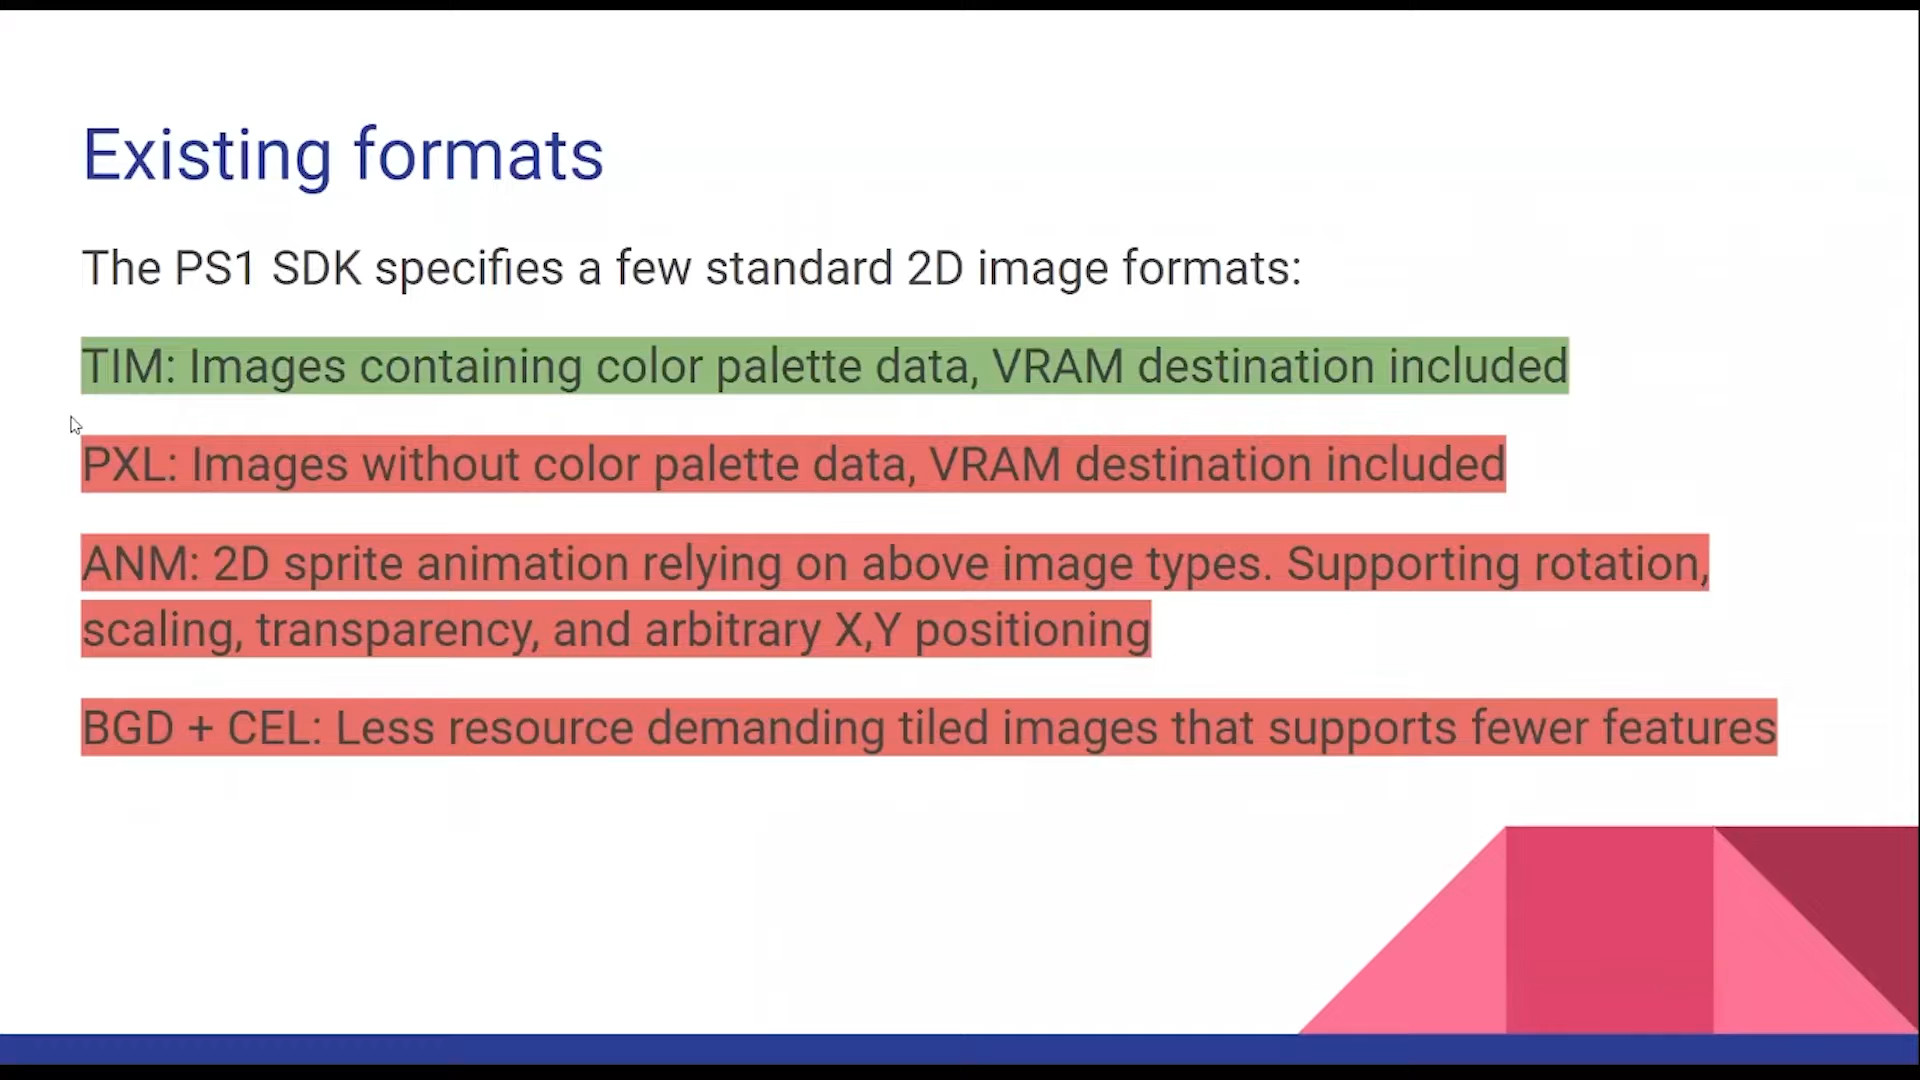 Existing formats
The PS1 SDK specifies a few standard 2D image formats:
TIM: Images containing color palette data, VRAM destination included
PXL: Images without color palette data, VRAM destination included
ANM: 2D sprite animation relying on above image types. Supporting rotation,
scaling, transparency, and arbitrary X,Y positioning
BGD + CEL: Less resource demanding tiled images that supports fewer features